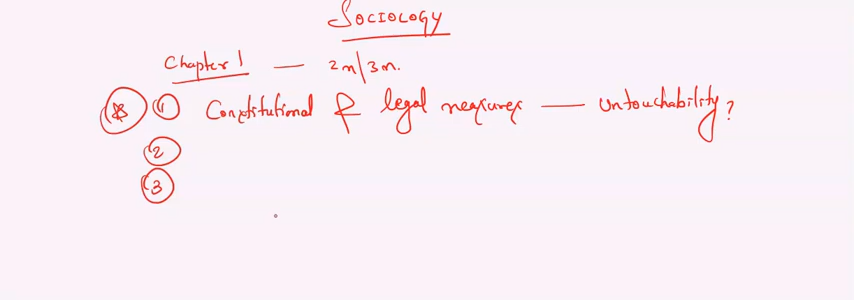 Sociology
Chapter 1 — 2m/3m.
① Constitutional & legal measures — untouchability?
②
③